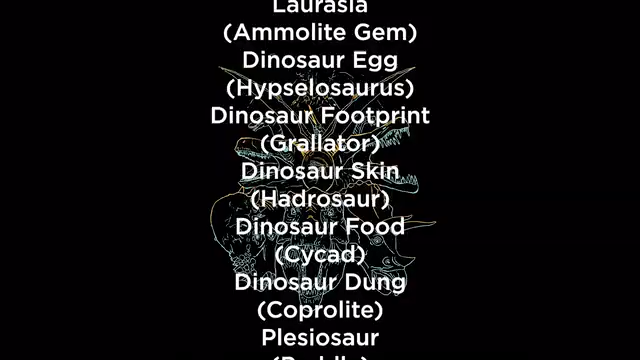 Laurasia
(Ammolite Gem)
Dinosaur Egg
(Hypselosaurus)
Dinosaur Footprint
(Grallator)
Dinosaur Skin
(Hadrosaur)
Dinosaur Food
(Cycad)
Dinosaur Dung
(Coprolite)
Plesiosaur